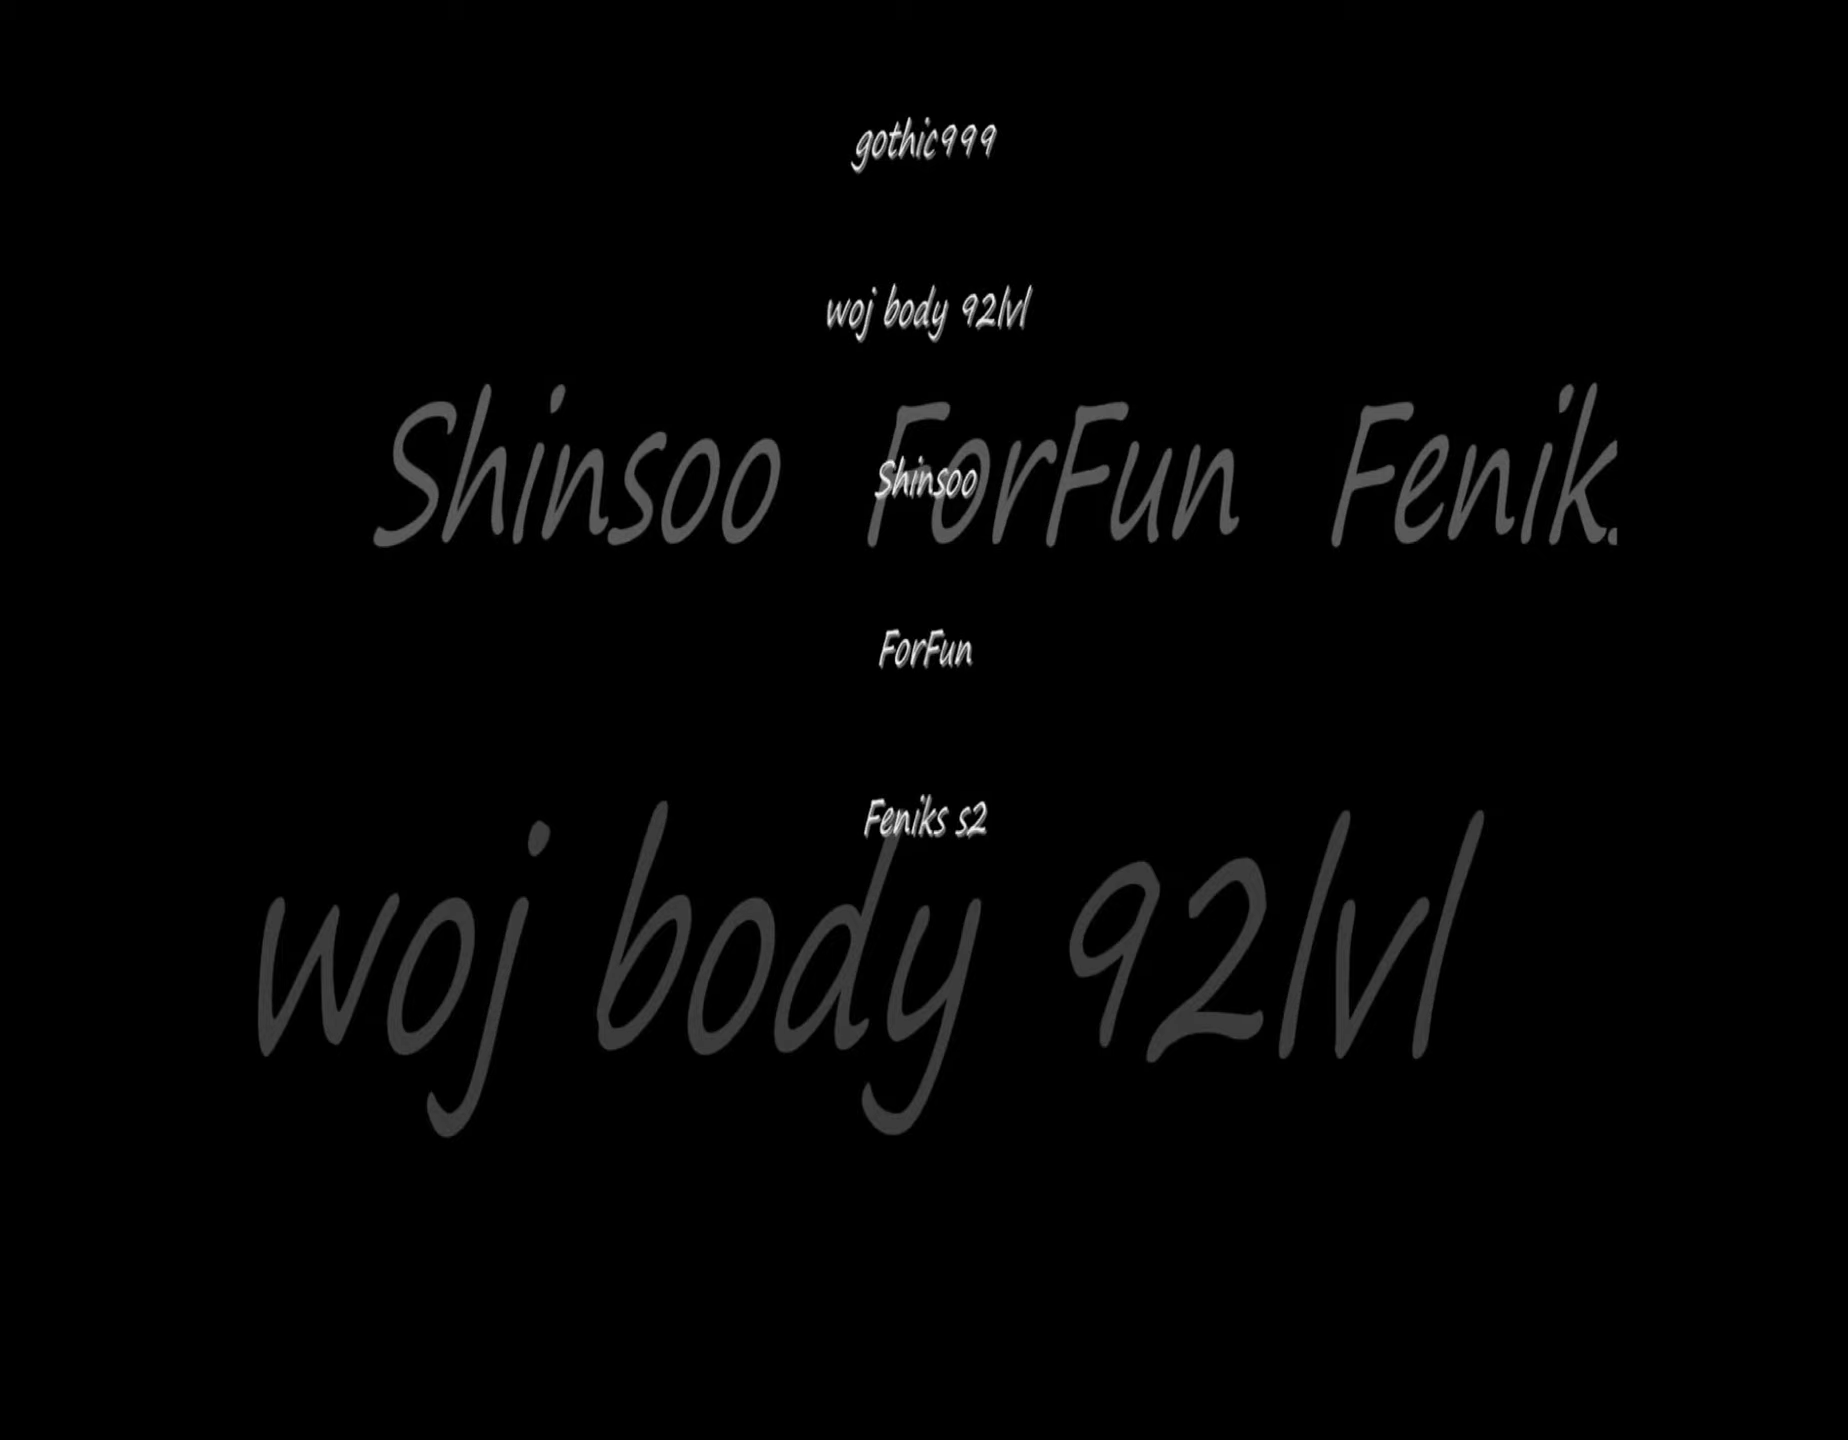 gothic999
woj body 92lvl
Shinsoo ForFun Fenik
Shinsoo
ForFun
Feniks s2
woj body 92lvl